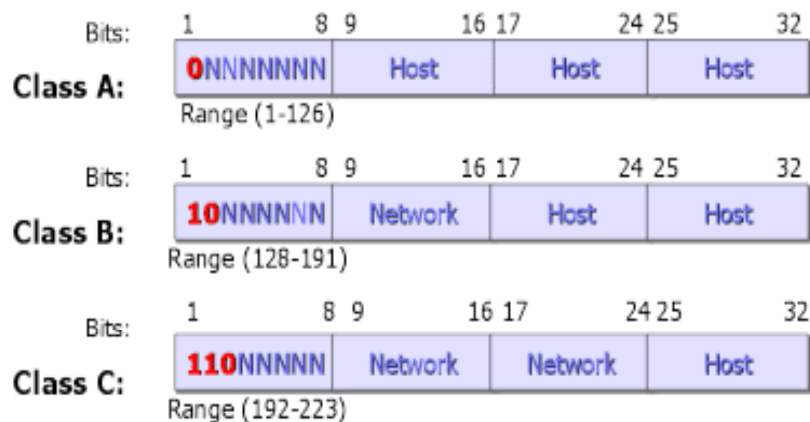 Bits: 1 8 9 16 17 24 25 32
Class A: 0NNNNNNN Host Host Host
Range (1-126)
Bits: 1 8 9 16 17 24 25 32
Class B: 10NNNNNN Network Host Host
Range (128-191)
Bits: 1 8 9 16 17 24 25 32
Class C: 110NNNNN Network Network Host
Range (192-223)